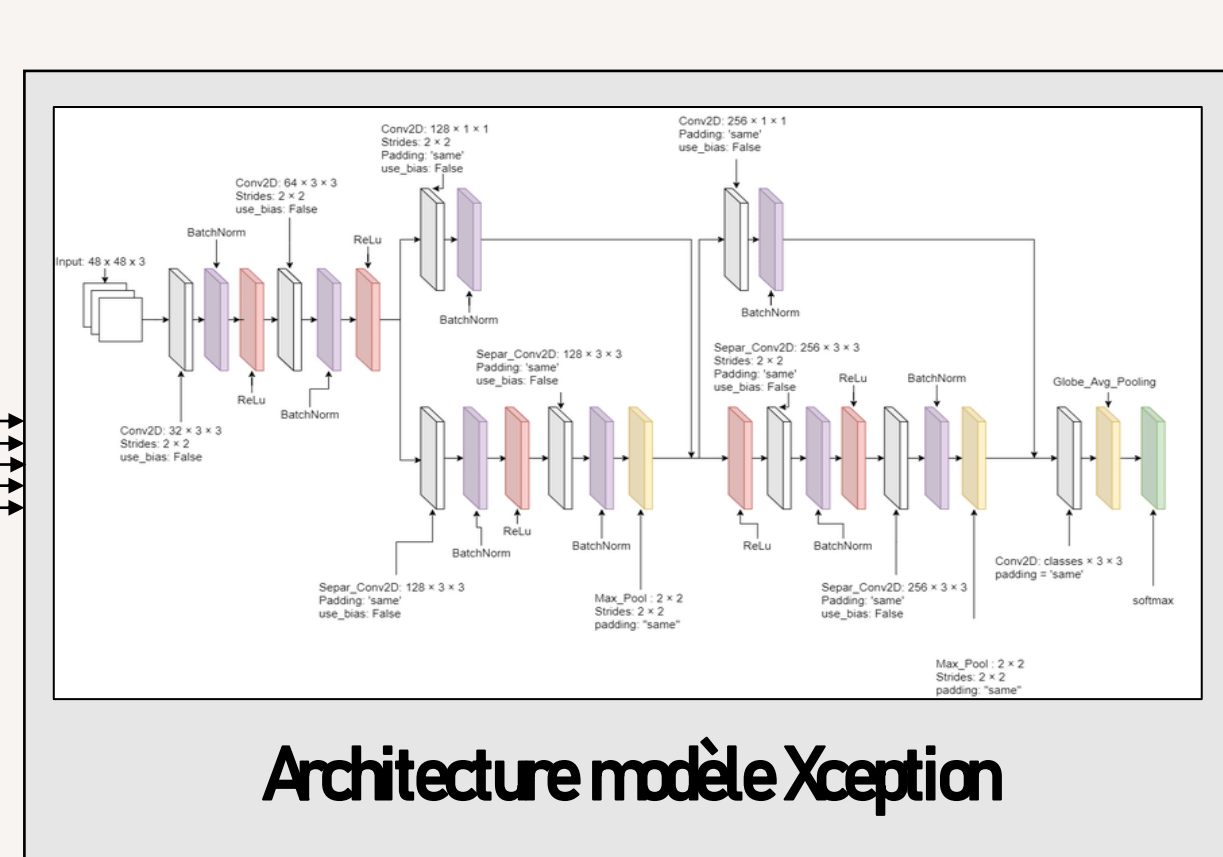 Conv2D: 128 × 1 × 1
Strides: 2 × 2
Padding: 'same'
use_bias: False
Conv2D: 256 × 1 × 1
Padding: 'same'
use_bias: False
Conv2D: 64 × 3 × 3
Strides: 2 × 2
use_bias: False
BatchNorm
ReLu
Input: 48 x 48 x 3
BatchNorm
BatchNorm
ReLu
BatchNorm
Conv2D: 32 × 3 × 3
Strides: 2 × 2
use_bias: False
Separ_Conv2D: 128 × 3 × 3
Padding: 'same'
use_bias: False
Separ_Conv2D: 256 × 3 × 3
Strides: 2 × 2
Padding: 'same'
use_bias: False
ReLu
BatchNorm
Globe_Avg_Pooling
BatchNorm
ReLu
BatchNorm
ReLu
BatchNorm
Separ_Conv2D: 128 × 3 × 3
Padding: 'same'
use_bias: False
Max_Pool : 2 × 2
Strides: 2 × 2
padding: "same"
Separ_Conv2D: 256 × 3 × 3
Padding: 'same'
use_bias: False
Conv2D: classes × 3 × 3
padding = 'same'
softmax
Max_Pool : 2 × 2
Strides: 2 × 2
padding: "same"
Architecture modèle Xception